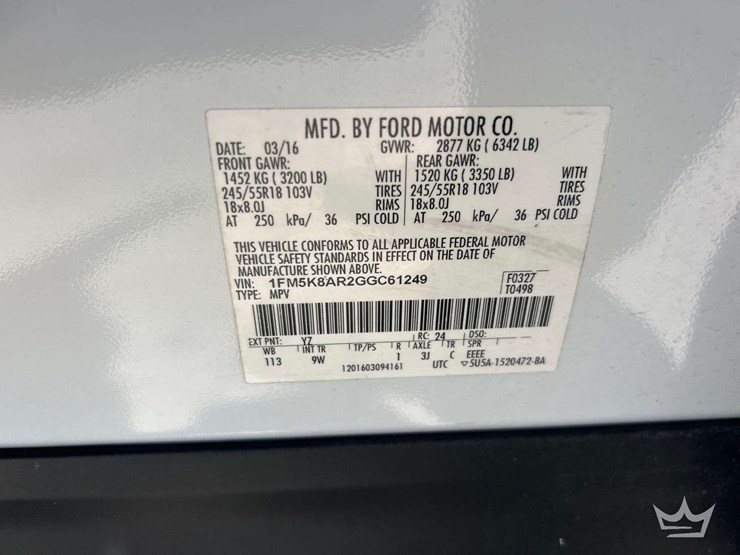 MFD. BY FORD MOTOR CO.
DATE: 03/16 GVWR: 2877 KG ( 6342 LB)
FRONT GAWR: REAR GAWR:
1452 KG ( 3200 LB) WITH 1520 KG ( 3350 LB) WITH
245/55R18 103V TIRES 245/55R18 103V TIRES
18x8.0J RIMS 18x8.0J RIMS
AT 250 kPa/ 36 PSI COLD AT 250 kPa/ 36 PSI COLD
THIS VEHICLE CONFORMS TO ALL APPLICABLE FEDERAL MOTOR
VEHICLE SAFETY STANDARDS IN EFFECT ON THE DATE OF
MANUFACTURE SHOWN ABOVE.
VIN: 1FM5K8AR2GGC61249 F0327
TYPE: MPV T0498
EXT PNT: YZ RC: 24 DSO:
WB INT TR TP/PS R AXLE TR SPR
113 9W 1 3J C EEEE
1201603094161 UTC ▽5U5A-1520472-BA